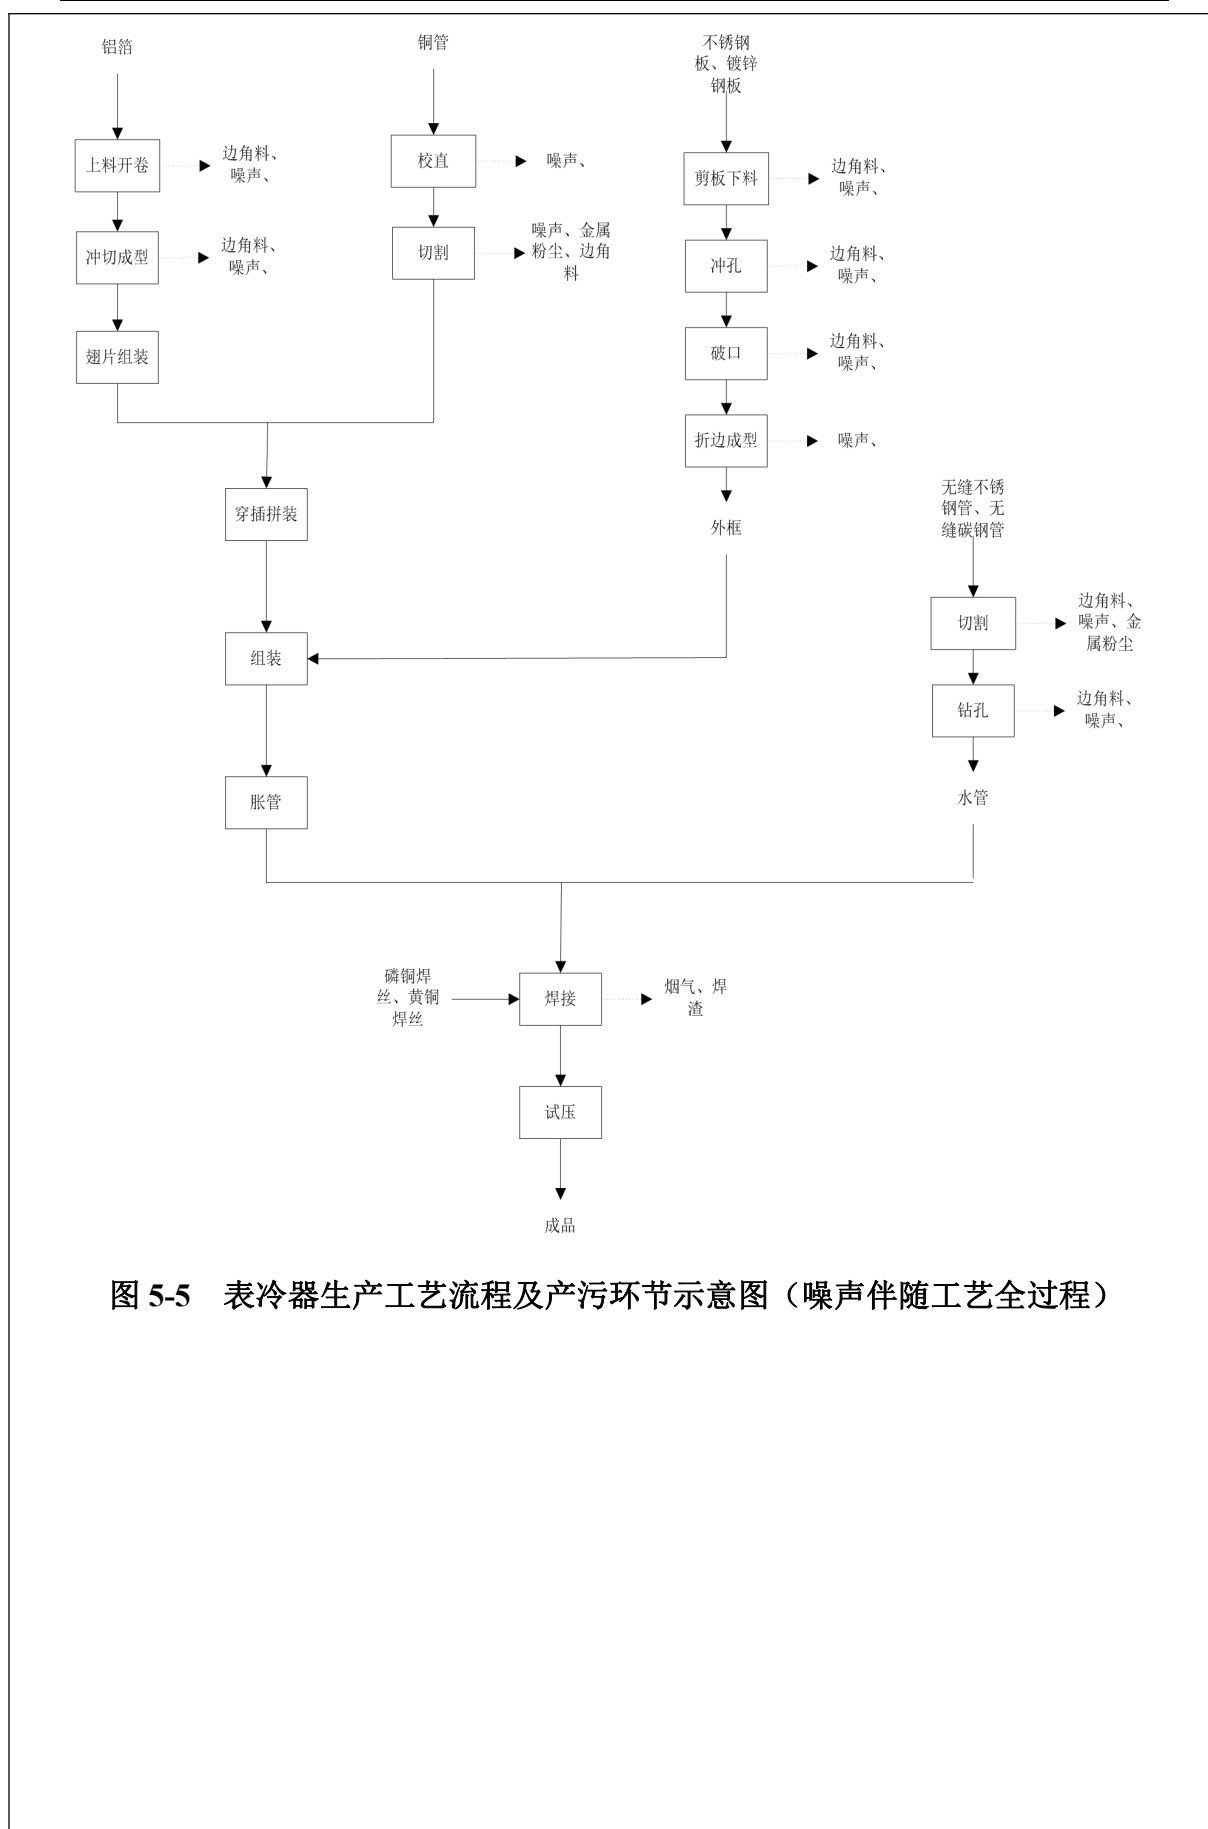 铝箔
铜管
不锈钢
板、镀锌
钢板
上料开卷
边角料、
噪声、
校直
噪声、
剪板下料
边角料、
噪声、
冲切成型
边角料、
噪声、
切割
噪声、金属
粉尘、边角
料
冲孔
边角料、
噪声、
翅片组装
破口
边角料、
噪声、
折边成型
噪声、
穿插拼装
外框
无缝不锈
钢管、无
缝碳钢管
切割
边角料、
噪声、金
属粉尘
组装
钻孔
边角料、
噪声、
胀管
水管
磷铜焊
丝、黄铜
焊丝
焊接
烟气、焊
渣
试压
成品
图 5-5 表冷器生产工艺流程及产污环节示意图（噪声伴随工艺全过程）